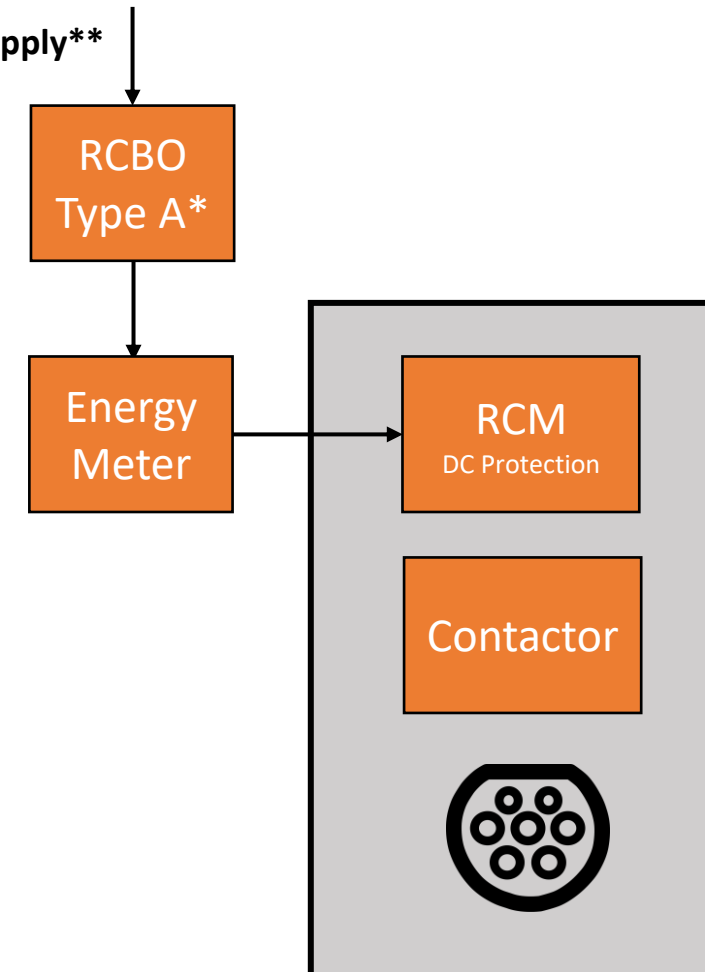 pply**
RCBO
Type A*
Energy
Meter
RCM
DC Protection
Contactor